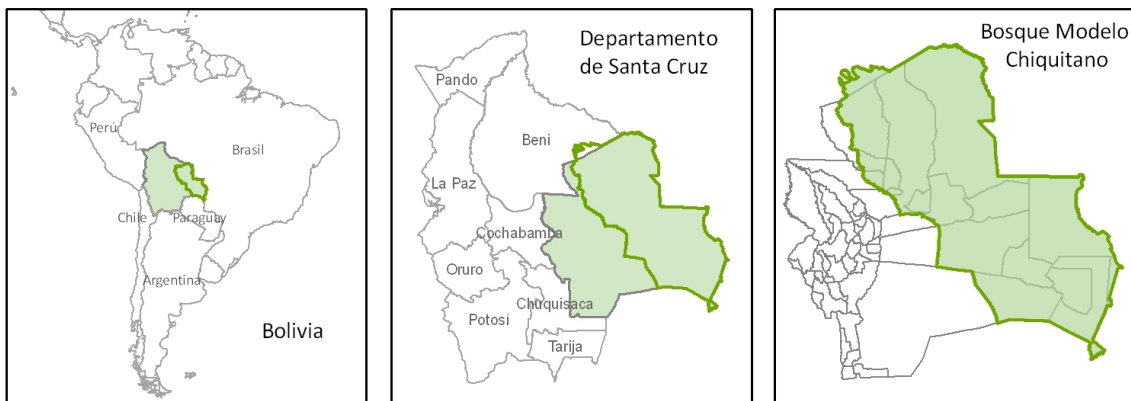 Perú
Brasil
Chile
Paraguay
Argentina
Bolivia
Departamento
de Santa Cruz
Pando
Beni
La Paz
Cochabamba
Oruro
Chuquisaca
Potosí
Tarija
Bosque Modelo
Chiquitano